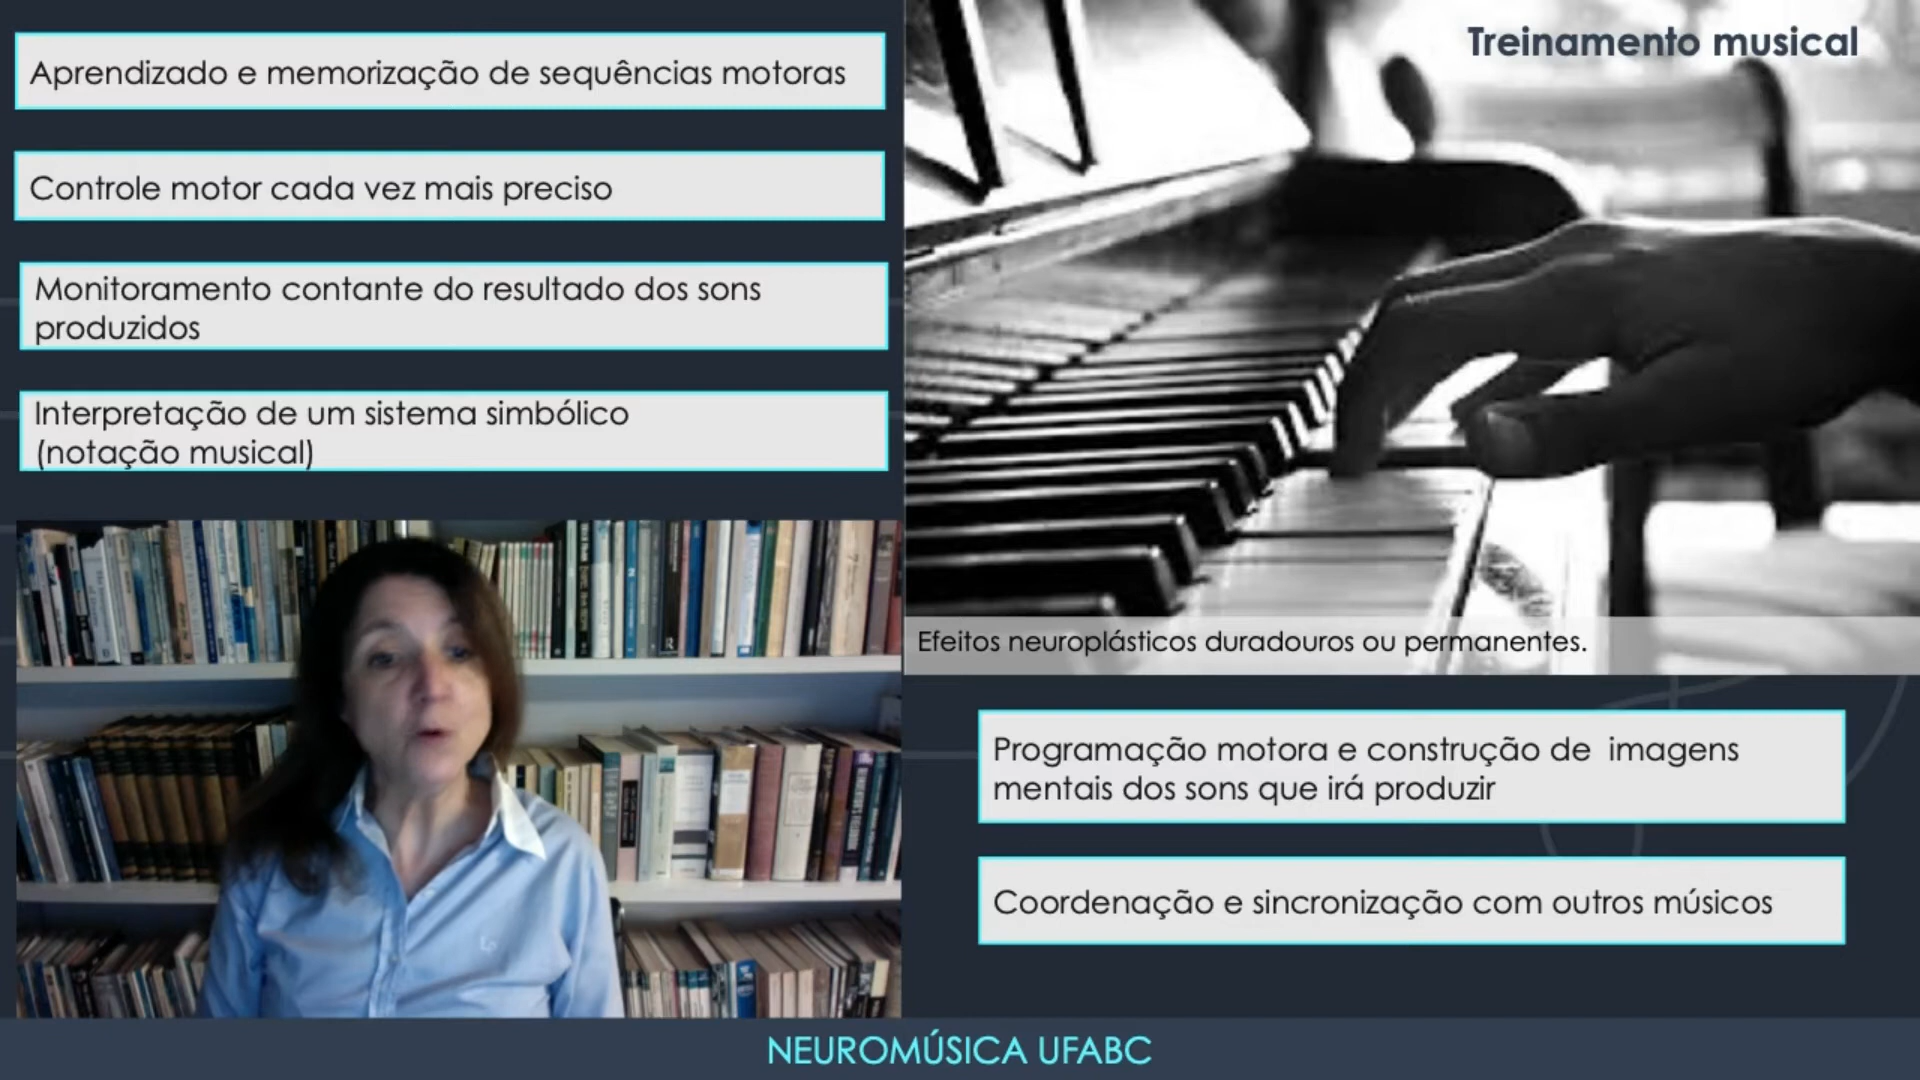 Treinamento musical
Aprendizado e memorização de sequências motoras
Controle motor cada vez mais preciso
Monitoramento contante do resultado dos sons
produzidos
Interpretação de um sistema simbólico
(notação musical)
Efeitos neuroplásticos duradouros ou permanentes.
Programação motora e construção de  imagens
mentais dos sons que irá produzir
Coordenação e sincronização com outros músicos
NEUROMÚSICA UFABC